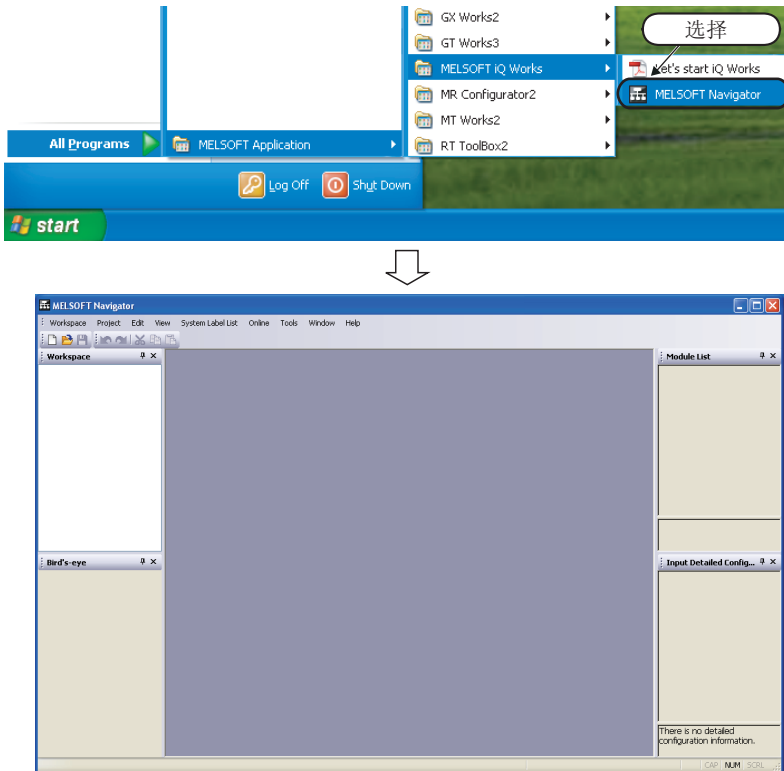 GX Works2
GT Works3
选择
MELSOFT iQ Works
Let's start iQ Works
MR Configurator2
MELSOFT Navigator
MT Works2
All Programs
MELSOFT Application
RT ToolBox2
Log Off
Shut Down
start
MELSOFT Navigator
Workspace Project Edit View System Label List Online Tools Window Help
Workspace
Module List
Bird's-eye
Input Detailed Config...
There is no detailed
configuration information.
CAP NUM SCRL